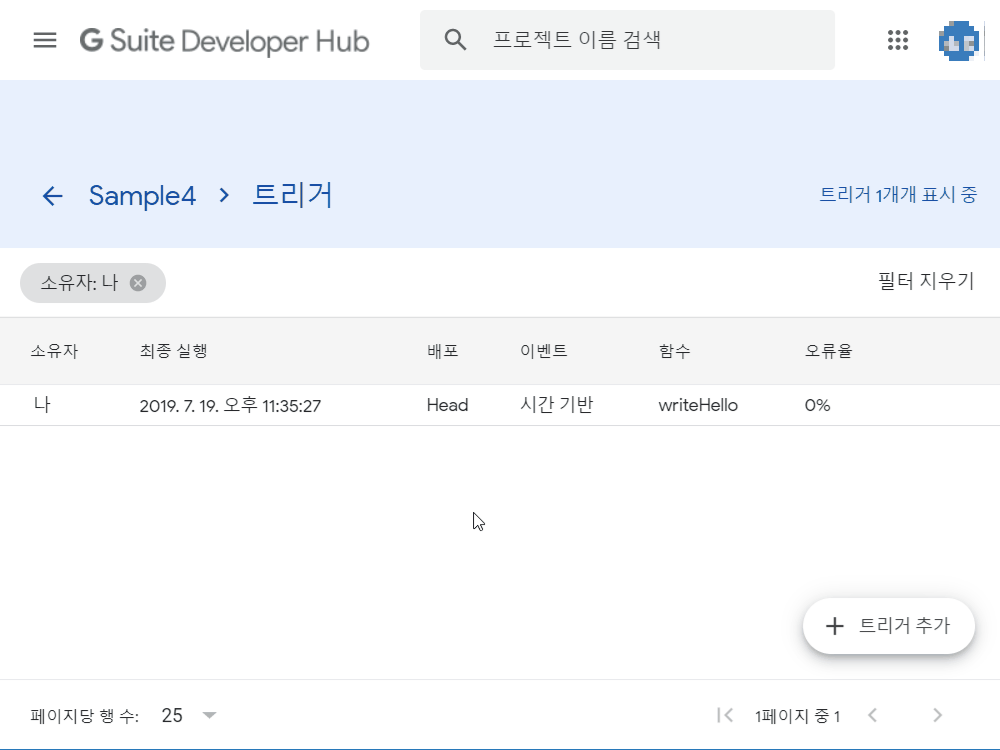 G Suite Developer Hub 프로젝트 이름 검색
Sample4 > 트리거 트리거 1개개 표시 중
소유자: 나 필터 지우기
소유자 최종 실행 배포 이벤트 함수 오류율
나 2019. 7. 19. 오후 11:35:27 Head 시간 기반 writeHello 0%
+ 트리거 추가
페이지당 행 수: 25 1페이지 중 1